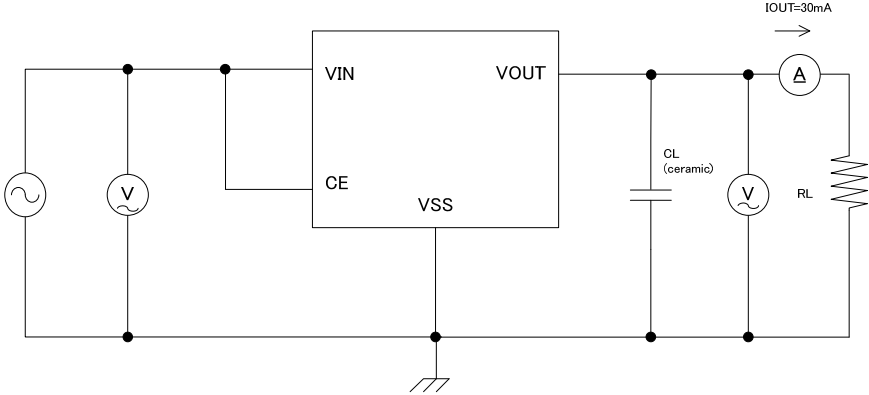 IOUT=30mA
VIN
VOUT
A
CL
(ceramic)
V
CE
V
RL
VSS